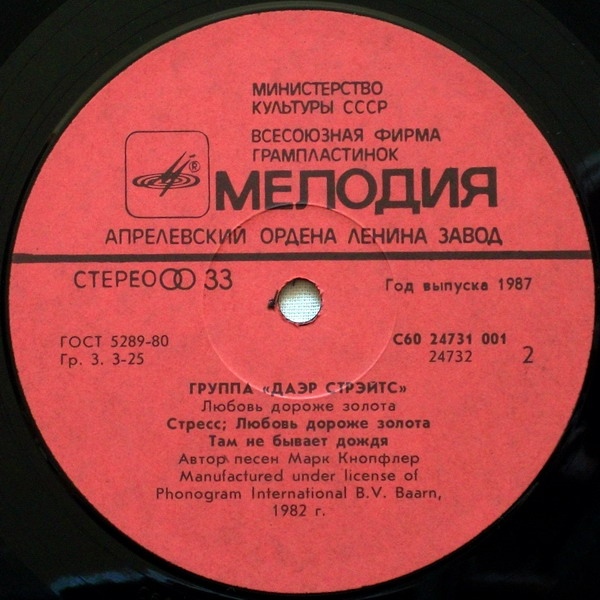 МИНИСТЕРСТВО
КУЛЬТУРЫ СССР
ВСЕСОЮЗНАЯ ФИРМА
ГРАМПЛАСТИНОК
МЕЛОДИЯ
АПРЕЛЕВСКИЙ ОРДЕНА ЛЕНИНА ЗАВОД
СТЕРЕО 33
Год выпуска 1987
ГОСТ 5289-80
Гр. 3. 3-25
С60 24731 001
24732 2
ГРУППА «ДАЭР СТРЭЙТС»
Любовь дороже золота
Стресс; Любовь дороже золота
Там не бывает дождя
Автор песен Марк Кнопфлер
Manufactured under license of
Phonogram International B.V. Baarn,
1982 г.